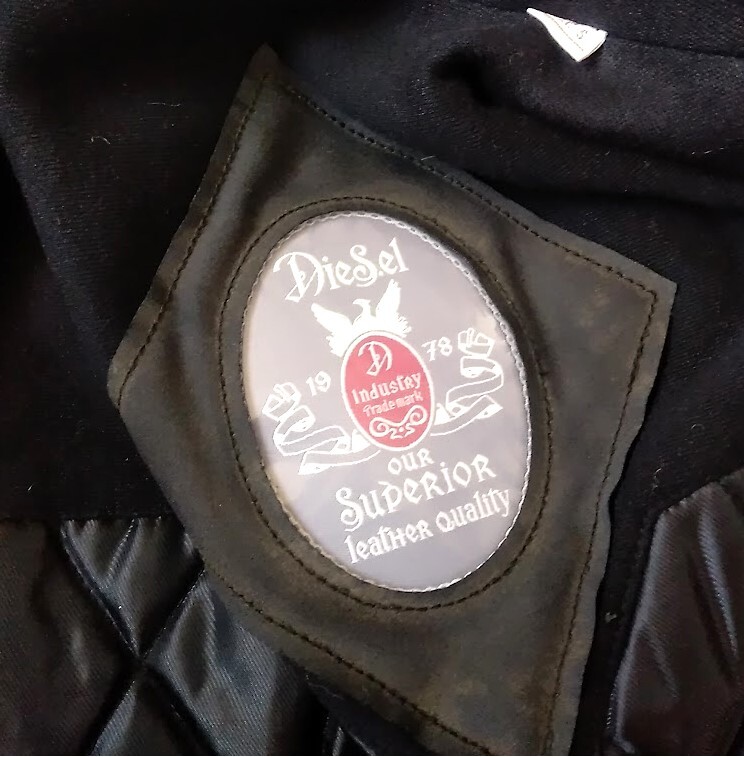 Diesel
19 78
D
Industry
Trademark
OUR
Superior
leather Quality